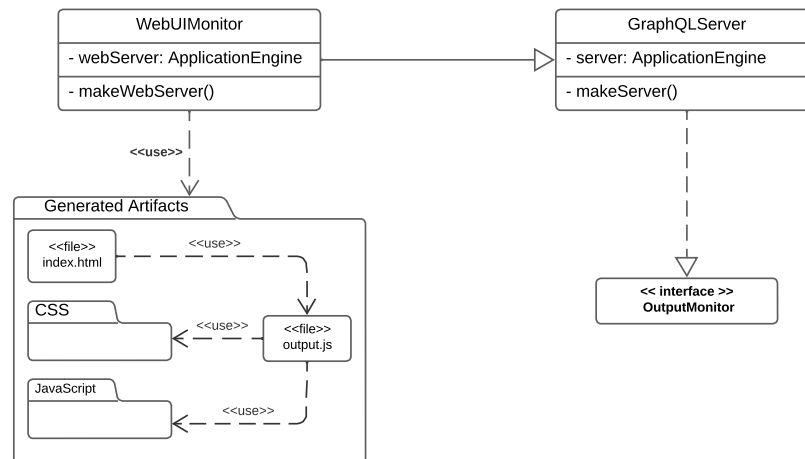 WebUIMonitor
- webServer: ApplicationEngine
- makeWebServer()
GraphQLServer
- server: ApplicationEngine
- makeServer()
<<use>>
Generated Artifacts
<<file>>
index.html
<<use>>
CSS
<<use>>
<<file>>
output.js
JavaScript
<<use>>
<< interface >>
OutputMonitor